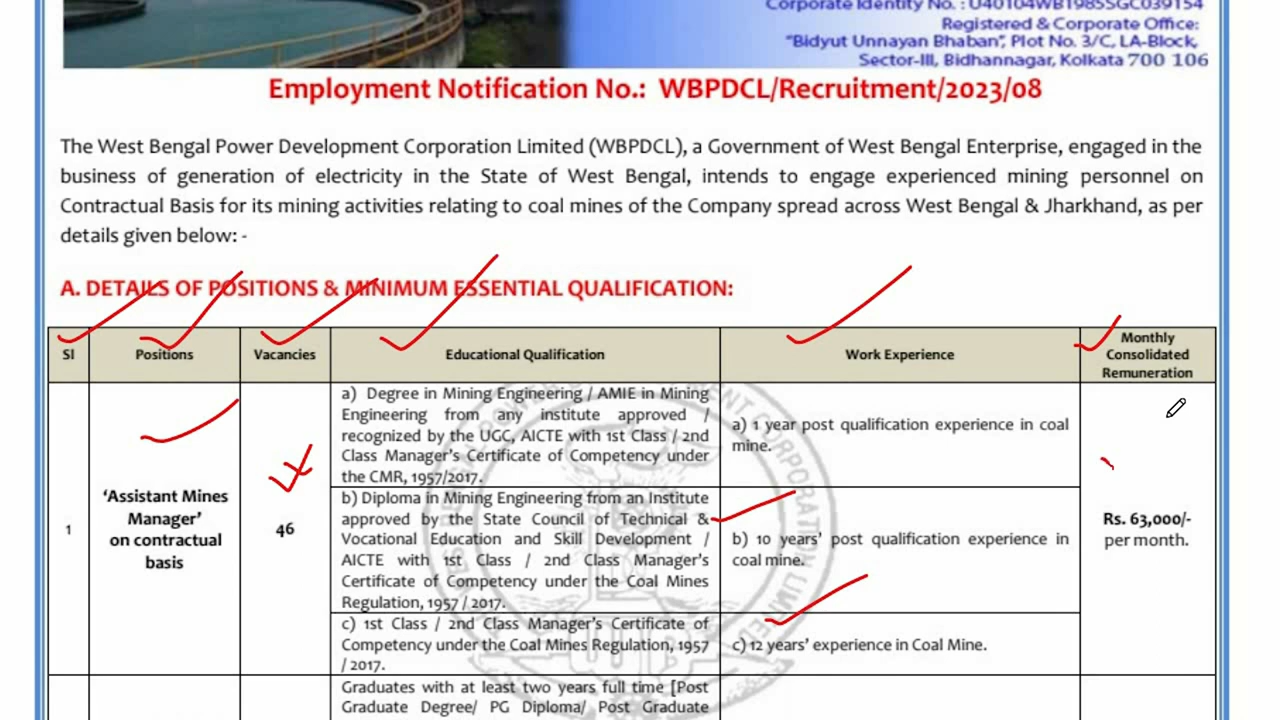 Corporate Identity No. : U40104WB1985SGC039154
Registered & Corporate Office:
"Bidyut Unnayan Bhaban", Plot No. 3/C, LA-Block,
Sector-III, Bidhannagar, Kolkata 700 106
Employment Notification No.: WBPDCL/Recruitment/2023/08
The West Bengal Power Development Corporation Limited (WBPDCL), a Government of West Bengal Enterprise, engaged in the
business of generation of electricity in the State of West Bengal, intends to engage experienced mining personnel on
Contractual Basis for its mining activities relating to coal mines of the Company spread across West Bengal & Jharkhand, as per
details given below: -
A. DETAILS OF POSITIONS & MINIMUM ESSENTIAL QUALIFICATION:
Sl
Positions
Vacancies
Educational Qualification
Work Experience
Monthly
Consolidated
Remuneration
1
'Assistant Mines
Manager'
on contractual
basis
46
a) Degree in Mining Engineering / AMIE in Mining
Engineering from any institute approved /
recognized by the UGC, AICTE with 1st Class / 2nd
Class Manager's Certificate of Competency under
the CMR, 1957/2017.
a) 1 year post qualification experience in coal
mine.
b) Diploma in Mining Engineering from an Institute
approved by the State Council of Technical &
Vocational Education and Skill Development /
AICTE with 1st Class / 2nd Class Manager's
Certificate of Competency under the Coal Mines
Regulation, 1957 / 2017.
b) 10 years' post qualification experience in
coal mine.
c) 1st Class / 2nd Class Manager's Certificate of
Competency under the Coal Mines Regulation, 1957
/ 2017.
c) 12 years' experience in Coal Mine.
Rs. 63,000/-
per month.
Graduates with at least two years full time [Post
Graduate Degree/ PG Diploma/ Post Graduate